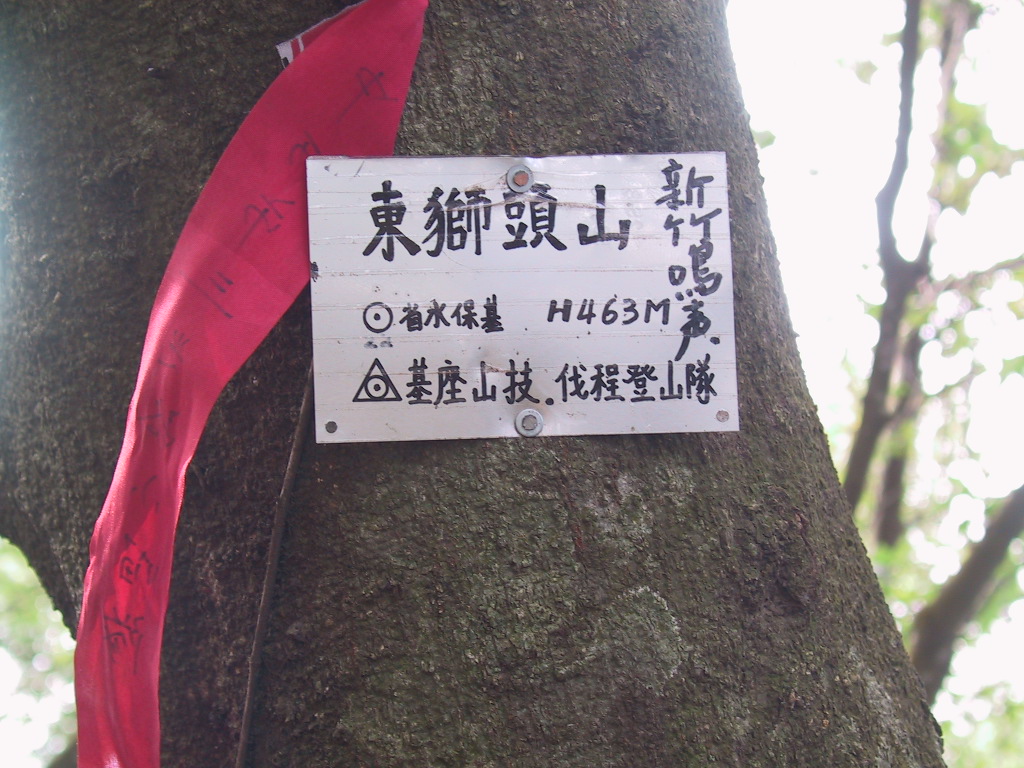 東獅頭山
新竹鳴声
⊙省水保基 H463M
基座山技.伐程登山隊